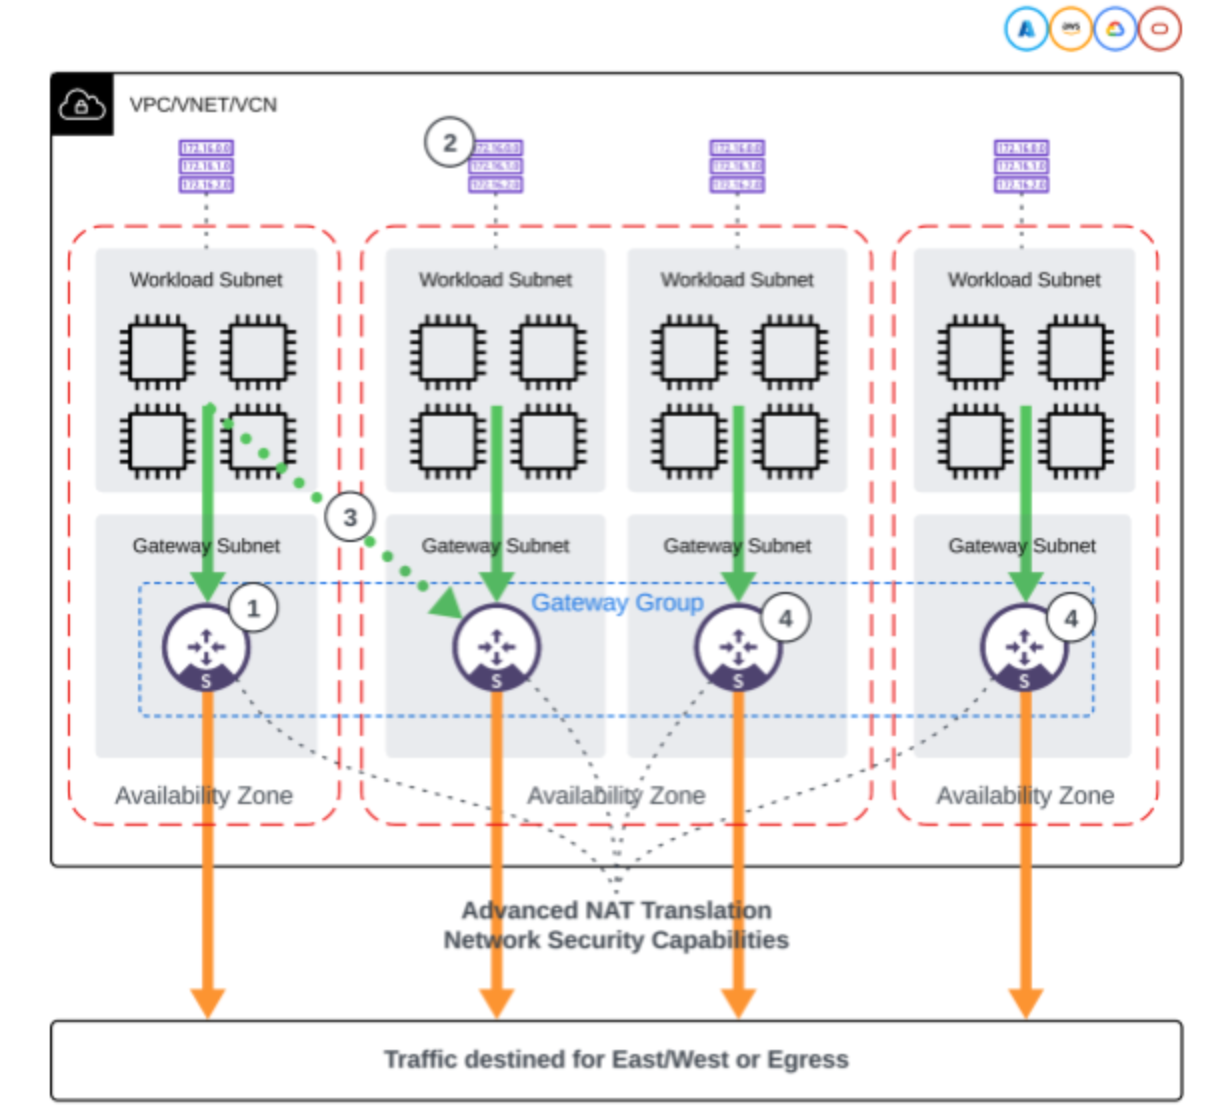 aws
VPC/VNET/VCN
172.16.0.0
172.16.1.0
172.16.2.0
2
172.16.0.0
172.16.1.0
172.16.2.0
172.16.0.0
172.16.1.0
172.16.2.0
172.16.0.0
172.16.1.0
172.16.2.0
Workload Subnet
Workload Subnet
Workload Subnet
Workload Subnet
3
Gateway Subnet
Gateway Subnet
Gateway Subnet
Gateway Subnet
Gateway Group
1
4
4
S
S
S
S
Availability Zone
Availability Zone
Availability Zone
Advanced NAT Translation
Network Security Capabilities
Traffic destined for East/West or Egress